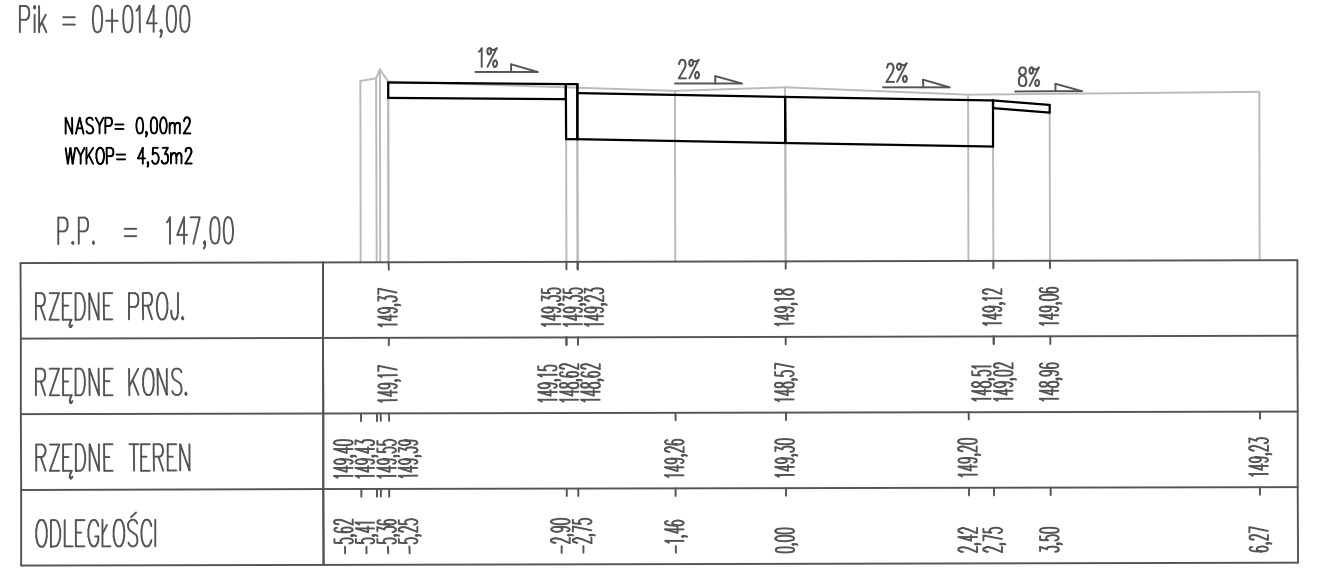 Pik = 0+014,00
1%
2%
2%
8%
NASYP= 0,00m2
WYKOP= 4,53m2
P.P. = 147,00
RZĘDNE PROJ. 149,37 149,35 149,35 149,23 149,18 149,12 149,06
RZĘDNE KONS. 149,17 149,15 148,62 148,62 148,57 148,51 149,02 148,96
RZĘDNE TEREN 149,40 149,43 149,55 149,39 149,26 149,30 149,20 149,23
ODLEGŁOŚCI -5,62 -5,41 -5,36 -5,25 -2,90 -2,75 -1,46 0,00 2,42 2,75 3,50 6,27